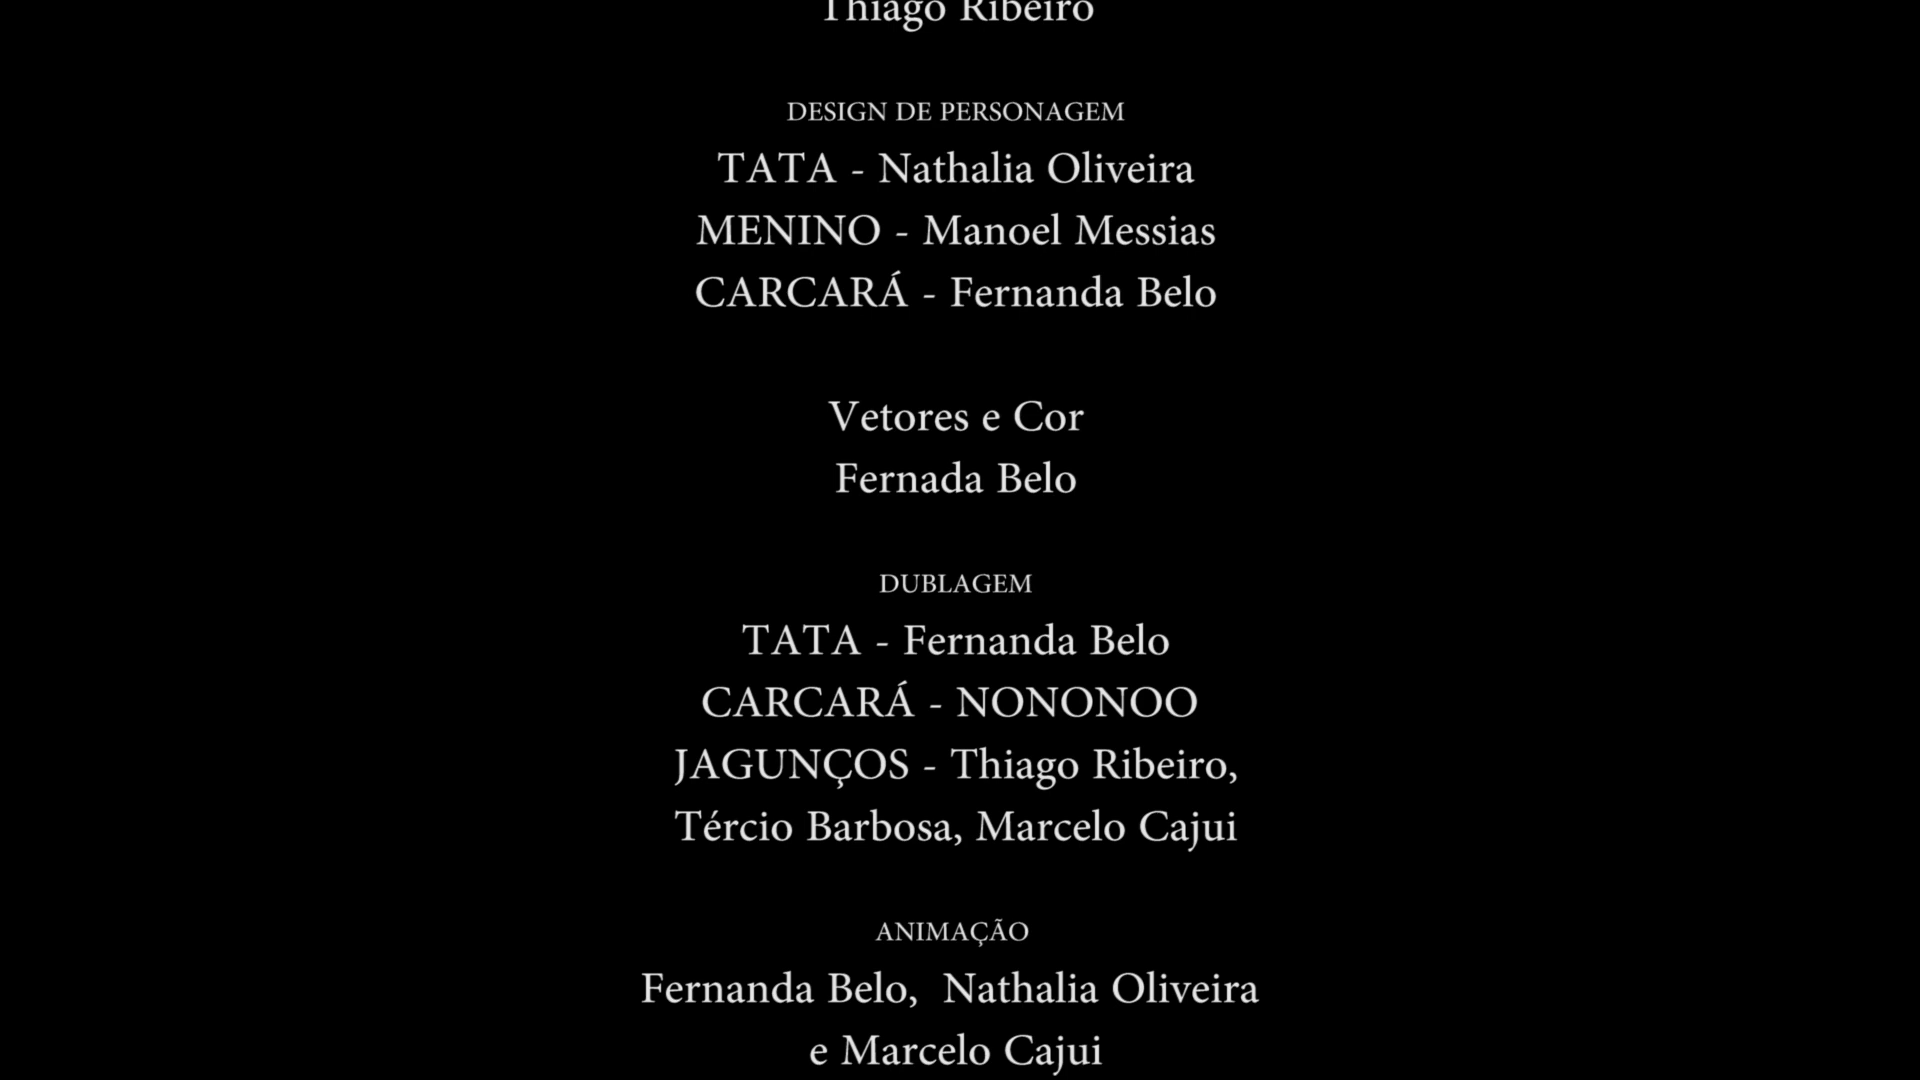 Thiago Ribeiro
DESIGN DE PERSONAGEM
TATA - Nathalia Oliveira
MENINO - Manoel Messias
CARCARÁ - Fernanda Belo
Vetores e Cor
Fernada Belo
DUBLAGEM
TATA - Fernanda Belo
CARCARÁ - NONONOO
JAGUNÇOS - Thiago Ribeiro,
Tércio Barbosa, Marcelo Cajui
ANIMAÇÃO
Fernanda Belo,  Nathalia Oliveira
e Marcelo Cajui